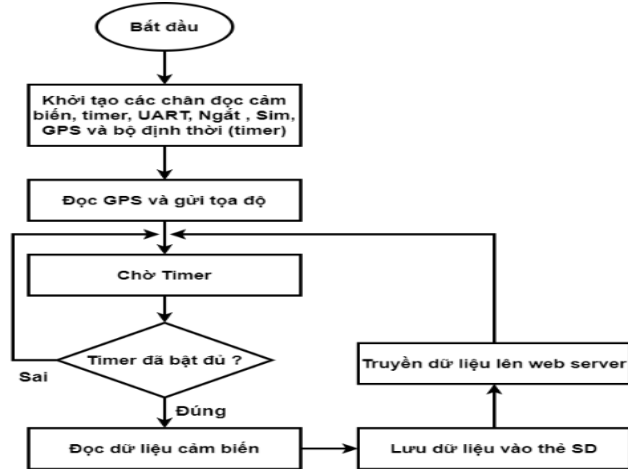 Bắt đầu
Khởi tạo các chân đọc cảm
biến, timer, UART, Ngắt , Sim,
GPS và bộ định thời (timer)
Đọc GPS và gửi tọa độ
Chờ Timer
Timer đã bật đủ ?
Sai
Đúng
Đọc dữ liệu cảm biến
Lưu dữ liệu vào thẻ SD
Truyền dữ liệu lên web server